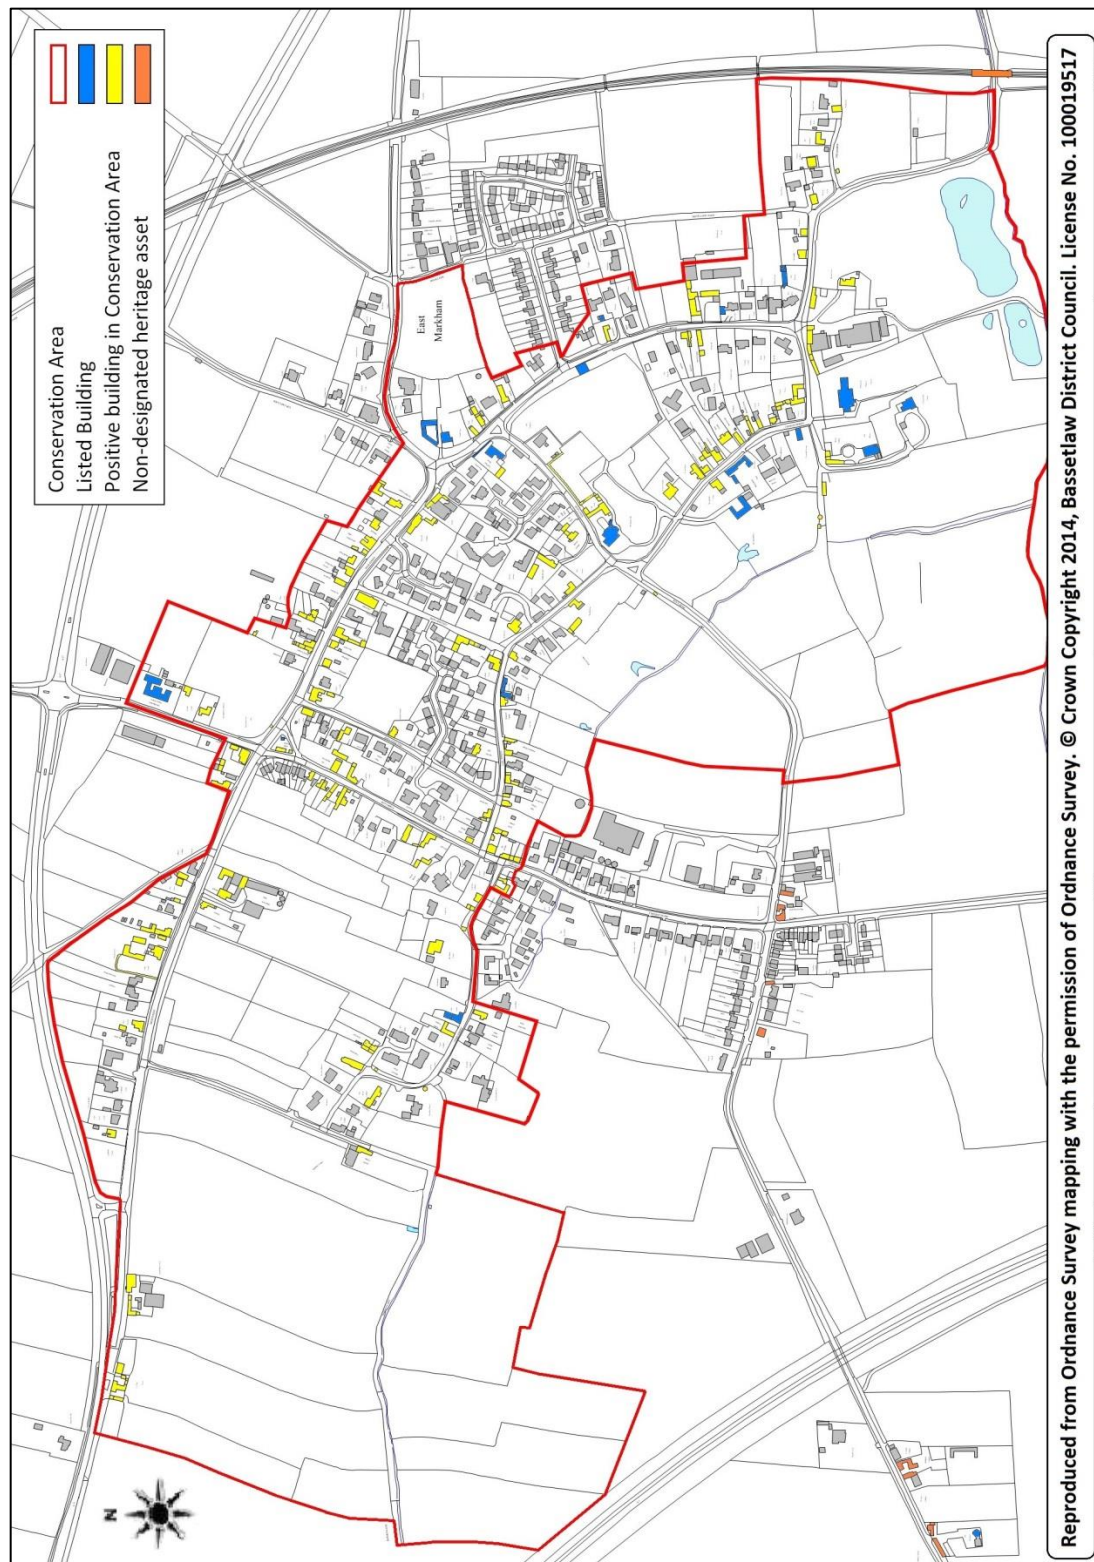 Conservation Area
Listed Building
Positive building in Conservation Area
Non-designated heritage asset
East
Markham
N
Reproduced from Ordnance Survey mapping with the permission of Ordnance Survey. © Crown Copyright 2014, Bassetlaw District Council. License No. 100019517